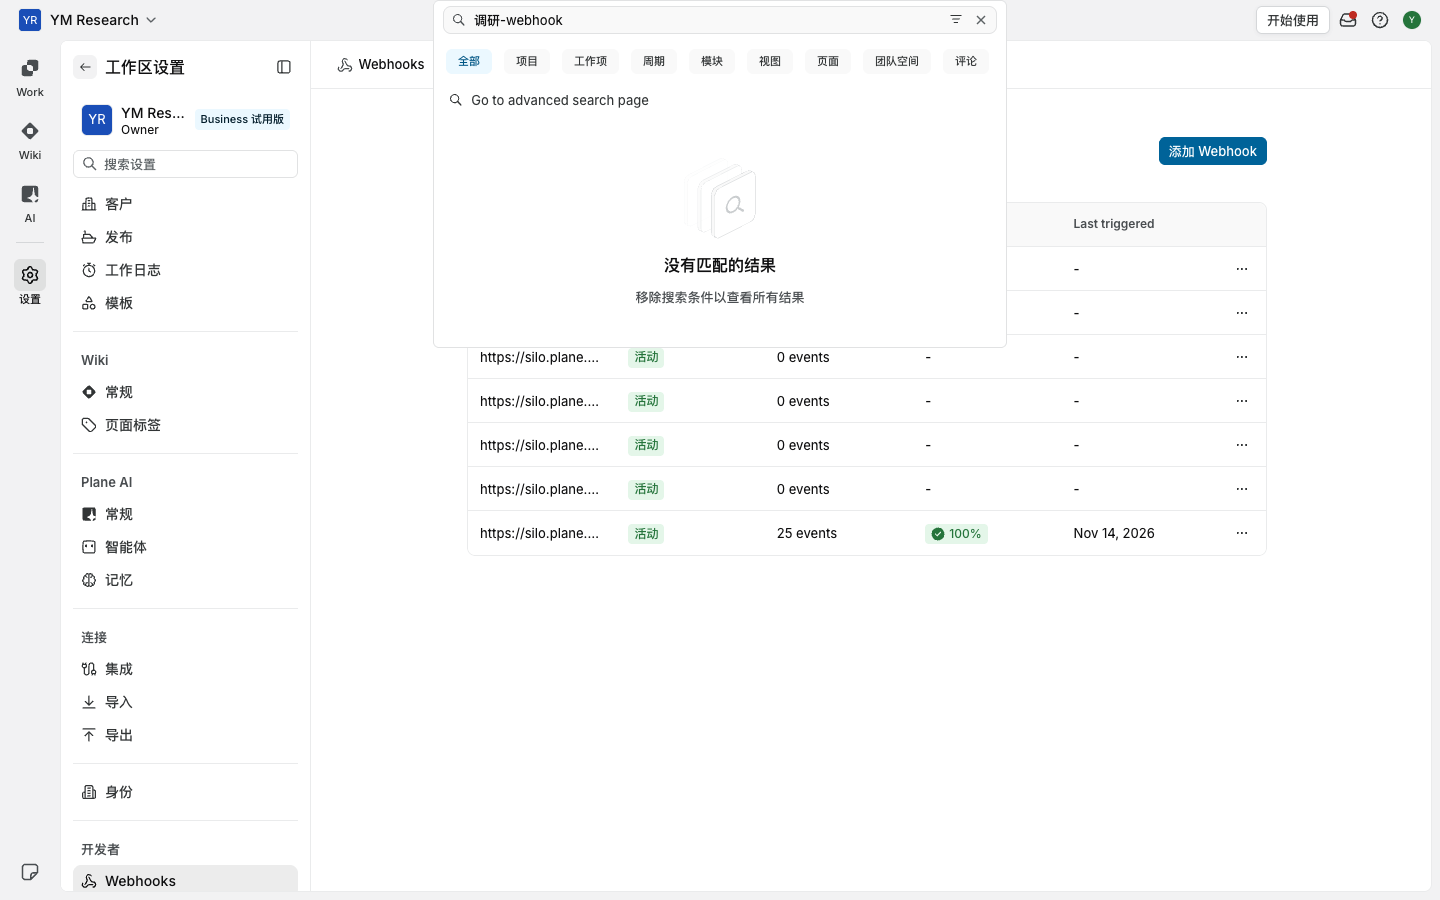 YR YM Research
调研-webhook
开始使用
Y
Work
Wiki
AI
设置
工作区设置
YR YM Res...
Owner
Business 试用版
搜索设置
客户
发布
工作日志
模板
Wiki
常规
页面标签
Plane AI
常规
智能体
记忆
连接
集成
导入
导出
身份
开发者
Webhooks
Webhooks
全部 项目 工作项 周期 模块 视图 页面 团队空间 评论
Go to advanced search page
没有匹配的结果
移除搜索条件以查看所有结果
添加 Webhook
Last triggered
- ...
- ...
https://silo.plane.... 活动 0 events - - ...
https://silo.plane.... 活动 0 events - - ...
https://silo.plane.... 活动 0 events - - ...
https://silo.plane.... 活动 0 events - - ...
https://silo.plane.... 活动 25 events 100% Nov 14, 2026 ...